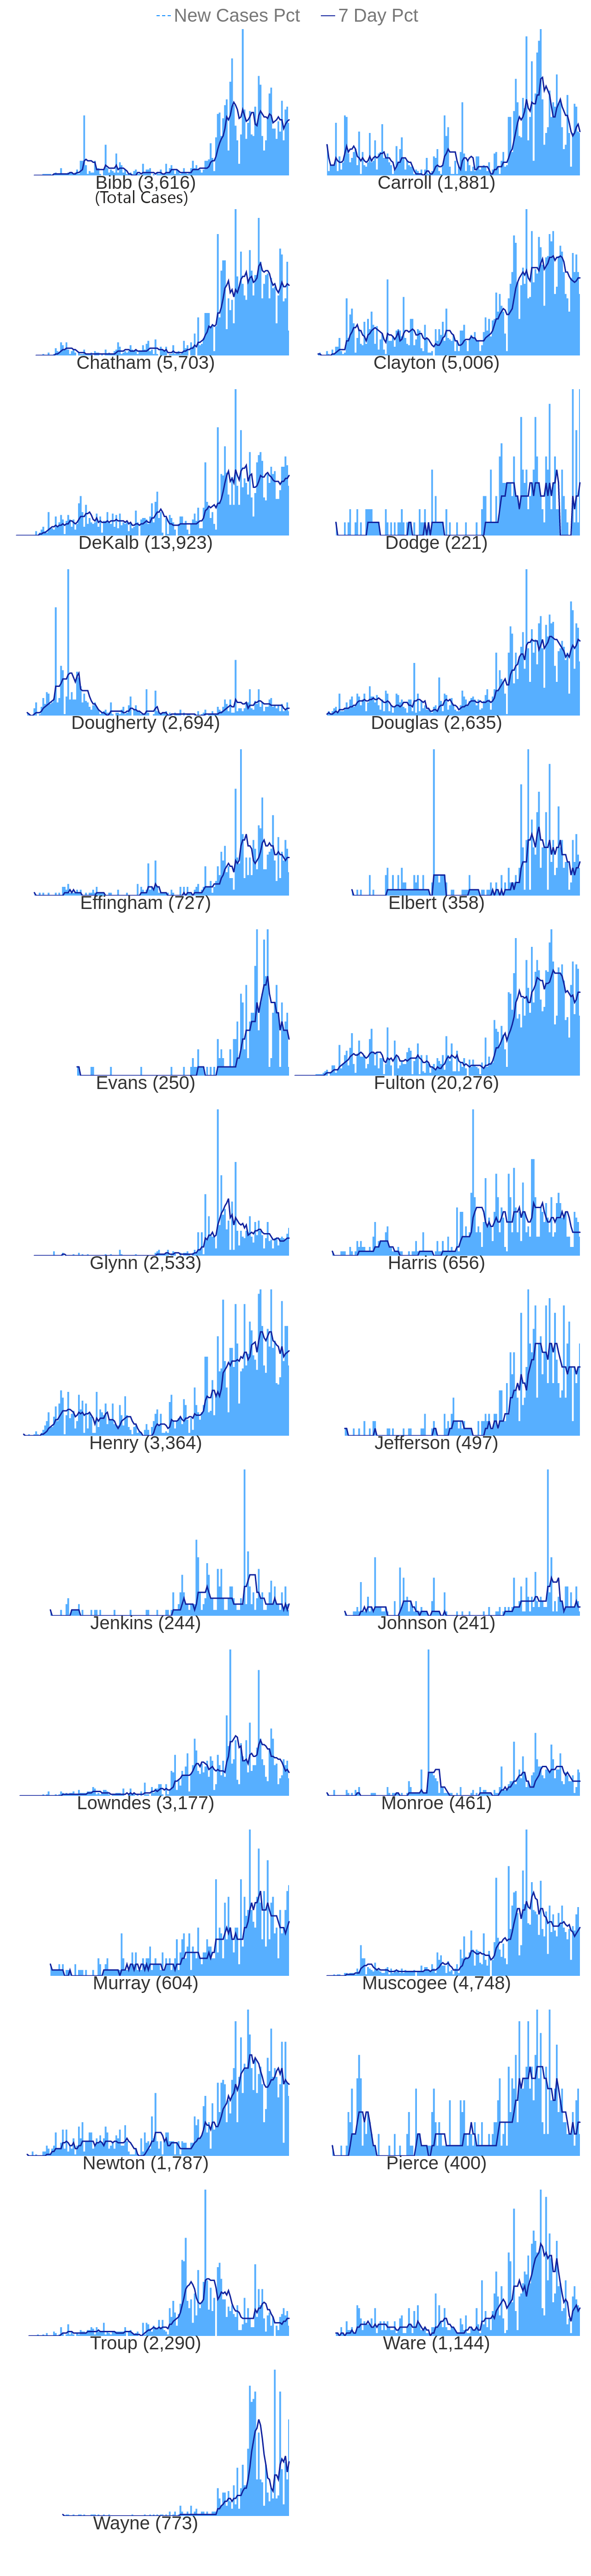 New Cases Pct 7 Day Pct
Bibb (3,616) Carroll (1,881)
(Total Cases)
Chatham (5,703) Clayton (5,006)
DeKalb (13,923) Dodge (221)
Dougherty (2,694) Douglas (2,635)
Effingham (727) Elbert (358)
Evans (250) Fulton (20,276)
Glynn (2,533) Harris (656)
Henry (3,364) Jefferson (497)
Jenkins (244) Johnson (241)
Lowndes (3,177) Monroe (461)
Murray (604) Muscogee (4,748)
Newton (1,787) Pierce (400)
Troup (2,290) Ware (1,144)
Wayne (773)